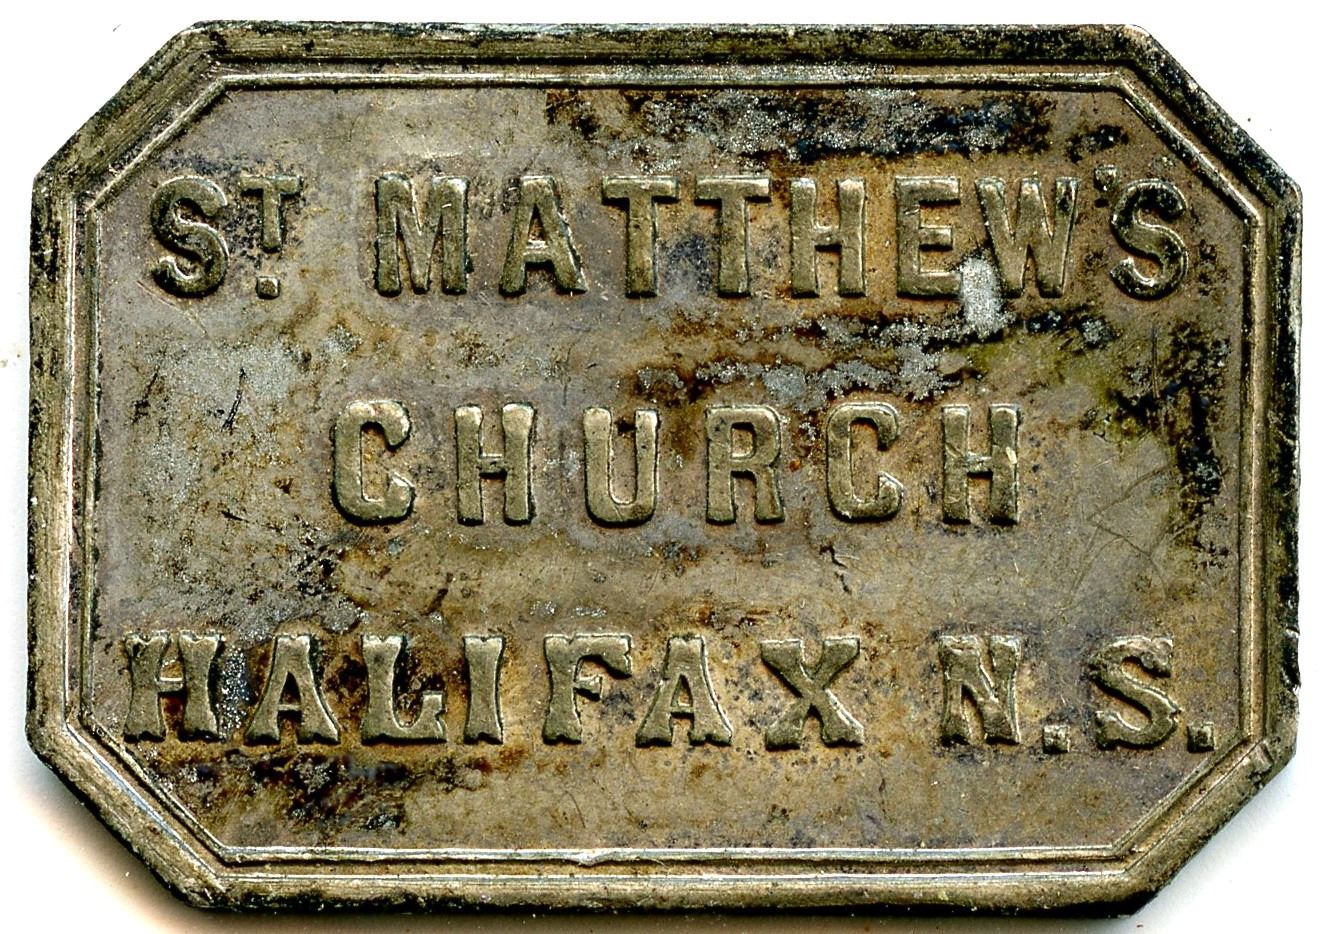 ST. MATTHEW'S
CHURCH
HALIFAX N.S.